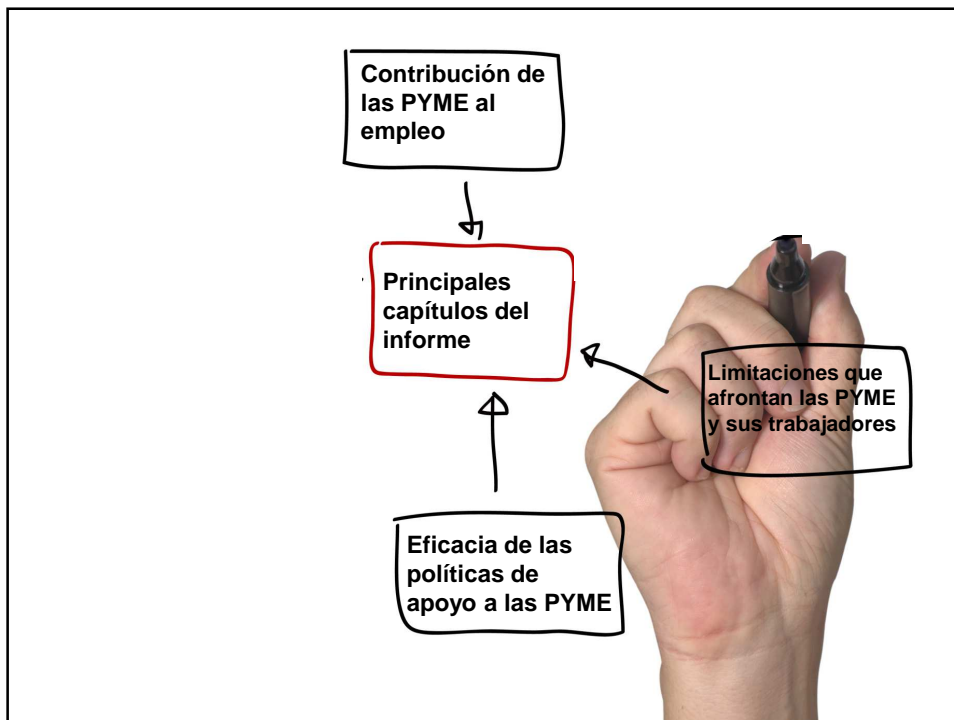 Contribución de
las PYME al
empleo
Principales
capítulos del
informe
Limitaciones que
afrontan las PYME
y sus trabajadores
Eficacia de las
políticas de
apoyo a las PYME